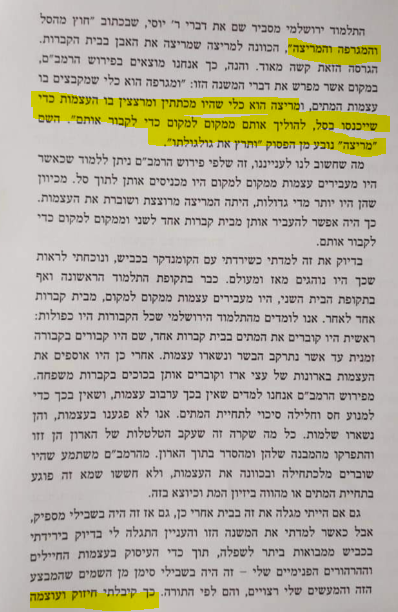 התלמוד ירושלמי מסביר שם את דברי ר' יוסי, שבכתוב "חוץ מהסל
והמגרפה והמריצה", הכוונה למריצה שמריצה את האבן בבית הקברות.
הגרסה הזאת קשה מאוד. והנה, כך אנחנו מוצאים בפירוש הרמב"ם,
במקום אשר מפרש את דברי המשנה הזו: "ומגרפה הוא כלי שמקבצים בו
עצמות המתים, ומריצה הוא כלי שהיו מכתתין ומרצצין בו העצמות כדי
שייכנסו בסל, להוליך אותם ממקום למקום כדי לקבור אותם". השם
"מריצה" נובע מן הפסוק "ותרץ את גולגולתו".
מה שחשוב לנו לענייננו, זה שלפי פירוש הרמב"ם ניתן ללמוד שכאשר
היו מעבירים עצמות ממקום למקום היו מכניסים אותן לתוך סל. מכיוון
שהן היו יותר מדי גדולות, היתה המריצה מרוצצת ושוברת את העצמות.
כך היה אפשר להעביר אותן מבית קברות אחד לשני וממקום למקום כדי
לקבור אותם.
בדיוק את זה למדתי כשירדתי עם הקומנדקר בכביש, ונוכחתי לראות
שכך היו נוהגים מאז ומעולם. כבר בתקופת התלמוד הראשונה ואף
בתקופת הבית השני, היו מעבירים עצמות ממקום למקום, מבית קברות
אחד לאחר. אנו לומדים מהתלמוד הירושלמי שכל הקבורות היו כפולות:
ראשית היו קוברים את המתים בבית קברות אחד, שם היו קבורים בקבורה
זמנית עד אשר נתרקב הבשר ונשארו עצמות. אחרי כן היו אוספים את
העצמות בארונות של עצי ארז וקוברים אותן בכוכים בקברות משפחה.
מפירוש הרמב"ם אנחנו למדים שאין בכך ערבוב עצמות, ושאין בכך כדי
למנוע חס וחלילה סיכוי לתחיית המתים. אנו לא פגענו בעצמות, והן
נשארו שלמות. כל מה שקרה זה שעקב הטלטלות של הארון הן זזו
והתפרקו מהמבנה שלהן ומהסדר בתוך הארון. מהרמב"ם משתמע שהיו
שוברים מלכתחילה ובכוונה את העצמות, ולא חששו שמא זה פוגע
בתחיית המתים או מהווה ביזיון המת וכיוצא בזה.
גם אם הייתי מגלה את זה בבית אחרי כן, גם אז זה היה בשבילי מספיק,
אבל כאשר למדתי את המשנה הזו והעניין התגלה לי בדיוק בירידתי
בכביש ממבואות ביתר לשפלה, תוך כדי העיסוק בעצמות החיילים
וההרהורים הפנימיים שלי – זה היה בשבילי סימן מן השמים שהמבצע
הזה והמעשים שלי רצויים, והם לפי התורה. כך קיבלתי חיזוק ועוצמה